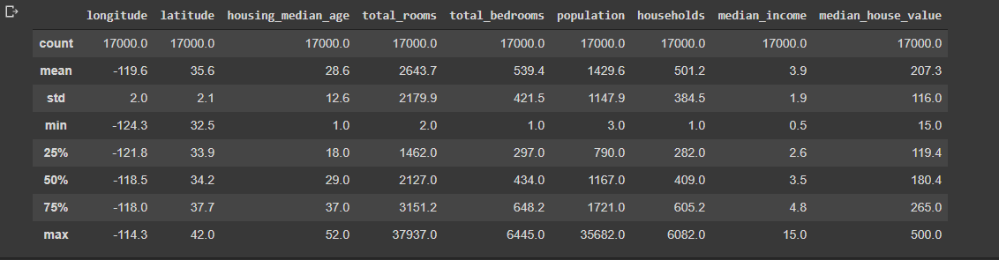 longitude latitude housing_median_age total_rooms total_bedrooms population households median_income median_house_value
count 17000.0 17000.0 17000.0 17000.0 17000.0 17000.0 17000.0 17000.0 17000.0
mean -119.6 35.6 28.6 2643.7 539.4 1429.6 501.2 3.9 207.3
std 2.0 2.1 12.6 2179.9 421.5 1147.9 384.5 1.9 116.0
min -124.3 32.5 1.0 2.0 1.0 3.0 1.0 0.5 15.0
25% -121.8 33.9 18.0 1462.0 297.0 790.0 282.0 2.6 119.4
50% -118.5 34.2 29.0 2127.0 434.0 1167.0 409.0 3.5 180.4
75% -118.0 37.7 37.0 3151.2 648.2 1721.0 605.2 4.8 265.0
max -114.3 42.0 52.0 37937.0 6445.0 35682.0 6082.0 15.0 500.0